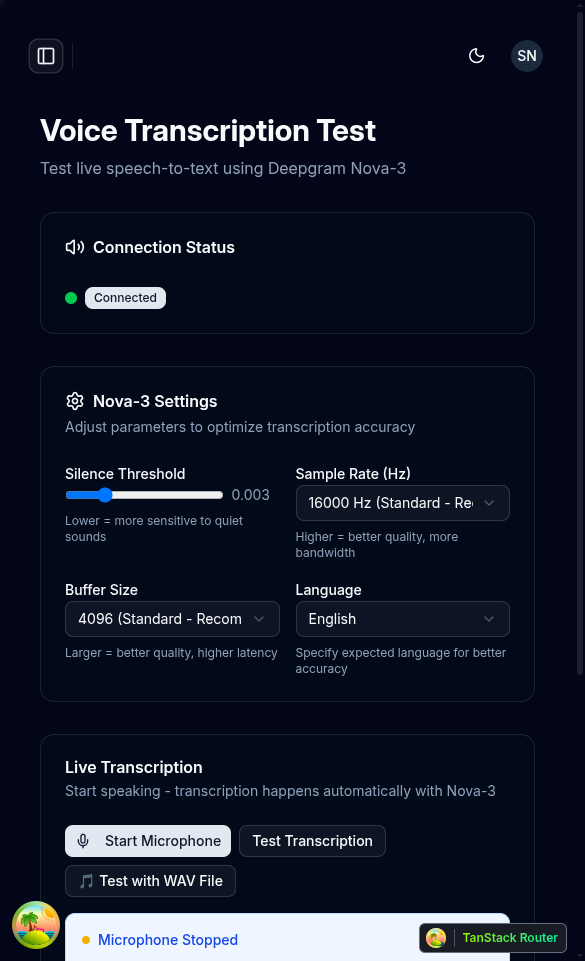 SN
Voice Transcription Test
Test live speech-to-text using Deepgram Nova-3
Connection Status
Connected
Nova-3 Settings
Adjust parameters to optimize transcription accuracy
Silence Threshold
0.003
Lower = more sensitive to quiet
sounds
Sample Rate (Hz)
16000 Hz (Standard - Re
Higher = better quality, more
bandwidth
Buffer Size
4096 (Standard - Recom
Larger = better quality, higher latency
Language
English
Specify expected language for better
accuracy
Live Transcription
Start speaking - transcription happens automatically with Nova-3
Start Microphone
Test Transcription
🎵 Test with WAV File
Microphone Stopped
TanStack Router